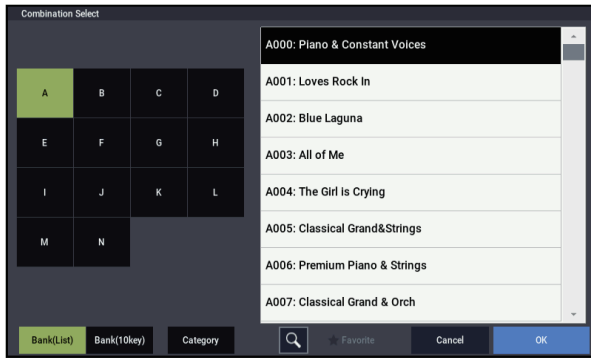 Combination Select
A B C D
E F G H
I J K L
M N
A000: Piano & Constant Voices
A001: Loves Rock In
A002: Blue Laguna
A003: All of Me
A004: The Girl is Crying
A005: Classical Grand&Strings
A006: Premium Piano & Strings
A007: Classical Grand & Orch
Bank(List) Bank(10key) Category Favorite Cancel OK